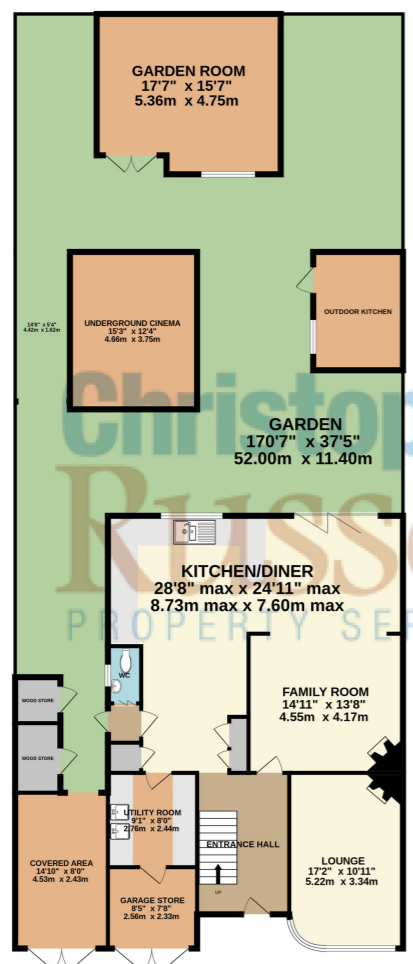 GARDEN ROOM
17'7" x 15'7"
5.36m x 4.75m
UNDERGROUND CINEMA
15'3" x 12'4"
4.66m x 3.75m
OUTDOOR KITCHEN
14'6" x 5'4"
4.42m x 1.62m
Christop
GARDEN
170'7" x 37'5"
52.00m x 11.40m
Russe
KITCHEN/DINER
28'8" max x 24'11" max
8.73m max x 7.60m max
PROPERTY SER
WC
FAMILY ROOM
14'11" x 13'8"
4.55m x 4.17m
WOOD STORE
WOOD STORE
UTILITY ROOM
9'1" x 8'0"
2.76m x 2.44m
ENTRANCE HALL
UP
COVERED AREA
14'10" x 8'0"
4.53m x 2.43m
GARAGE STORE
8'5" x 7'8"
2.56m x 2.33m
LOUNGE
17'2" x 10'11"
5.22m x 3.34m